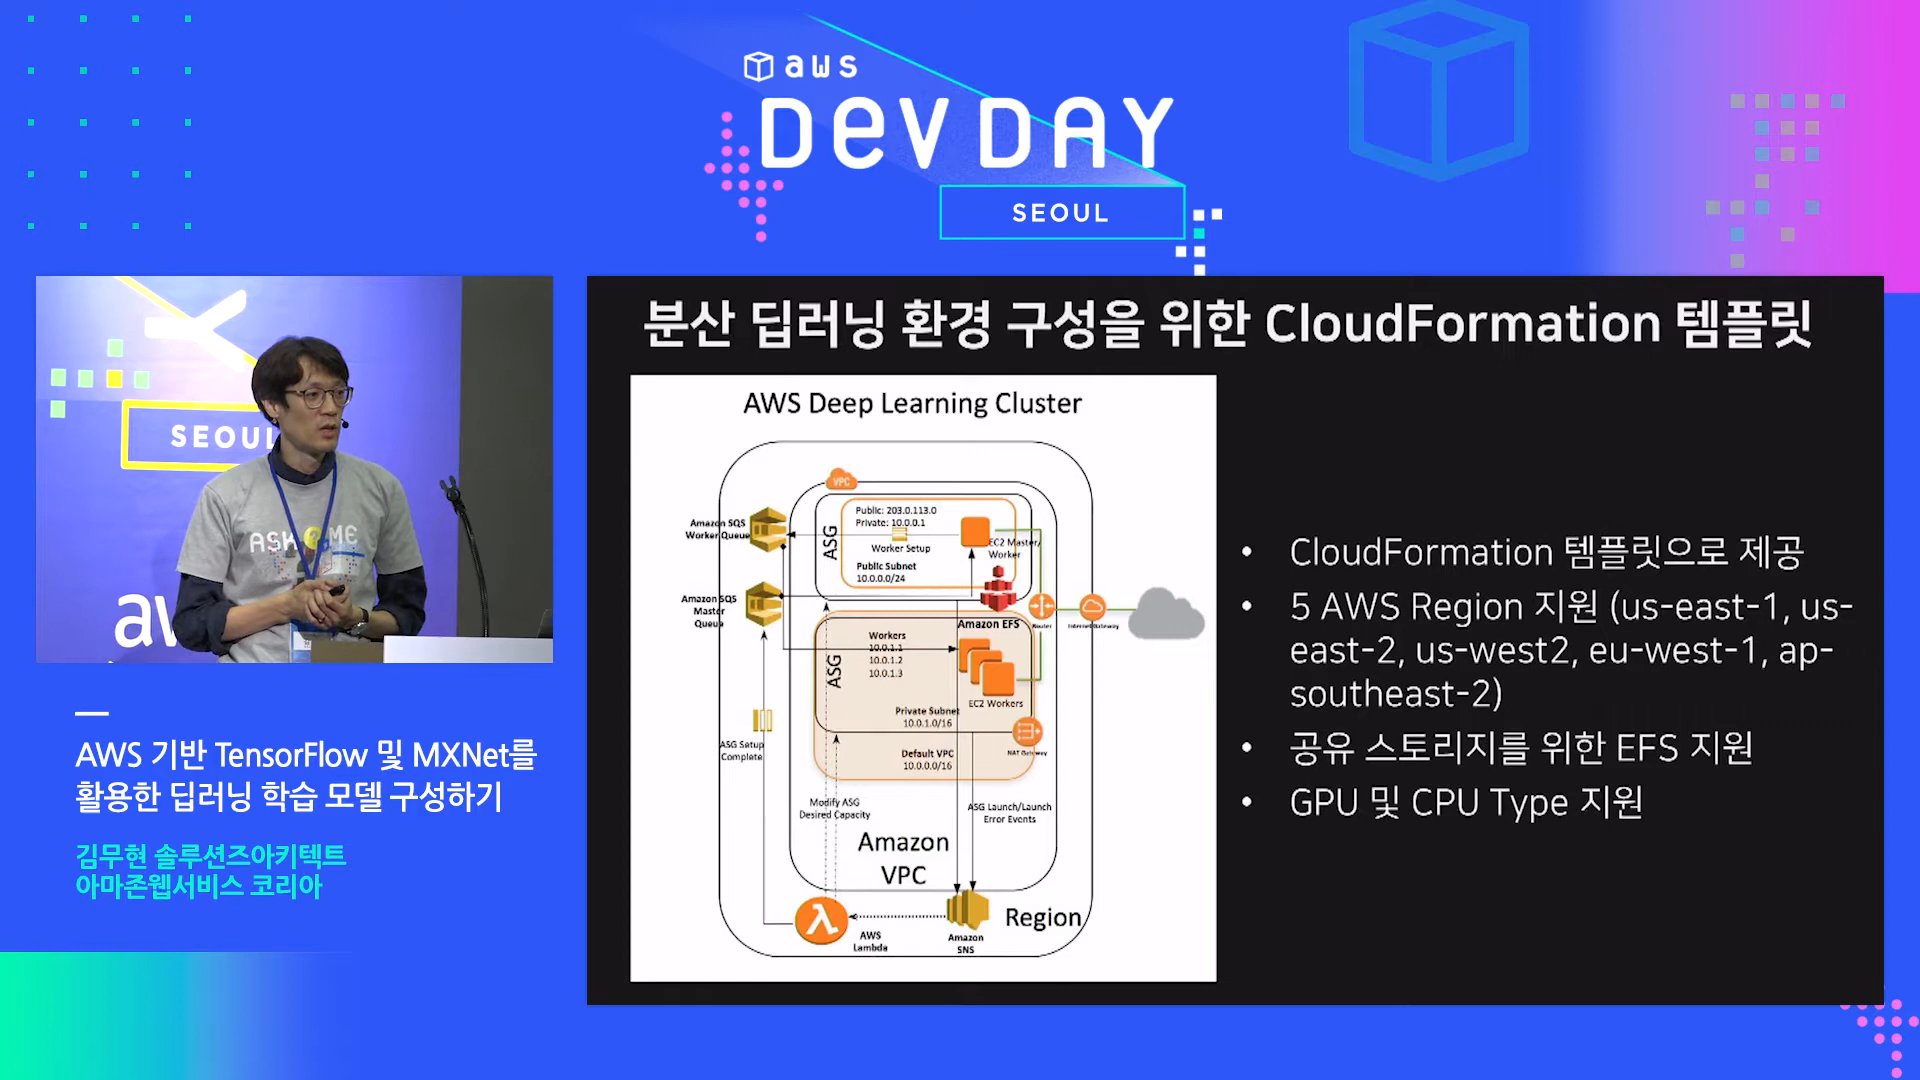 aws
DEV DAY
SEOUL
SEOUL
ASK ME
aw
AWS 기반 TensorFlow 및 MXNet를
활용한 딥러닝 학습 모델 구성하기
김무현 솔루션즈아키텍트
아마존웹서비스 코리아
분산 딥러닝 환경 구성을 위한 CloudFormation 템플릿
AWS Deep Learning Cluster
VPC
Amazon SQS
Worker Queue
ASG
Public: 203.0.113.0
Private: 10.0.0.1
Worker Setup
EC2 Master/
Worker
Public Subnet
10.0.0.0/24
Amazon SQS
Master
Queue
Amazon EFS
Router
Internet Gateway
ASG
Workers
10.0.1.1
10.0.1.2
10.0.1.3
EC2 Workers
Private Subnet
10.0.1.0/16
NAT Gateway
Default VPC
10.0.0.0/16
ASG Setup
Complete
Modify ASG
Desired Capacity
ASG Launch/Launch
Error Events
Amazon
VPC
AWS
Lambda
Amazon
SNS
Region
• CloudFormation 템플릿으로 제공
• 5 AWS Region 지원 (us-east-1, us-
east-2, us-west2, eu-west-1, ap-
southeast-2)
• 공유 스토리지를 위한 EFS 지원
• GPU 및 CPU Type 지원